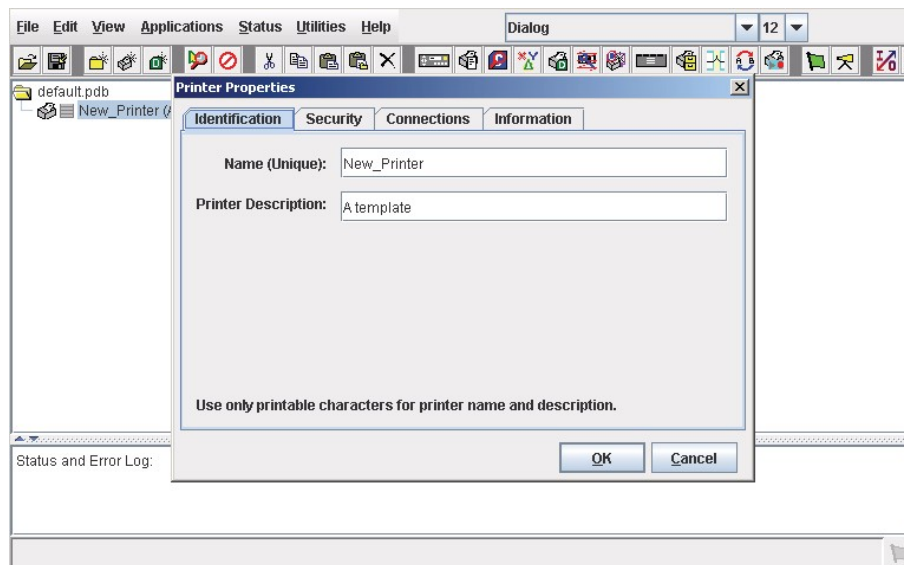 File Edit View Applications Status Utilities Help Dialog 12
default.pdb
New_Printer (A
Printer Properties
Identification Security Connections Information
Name (Unique): New_Printer
Printer Description: A template
Use only printable characters for printer name and description.
OK Cancel
Status and Error Log: